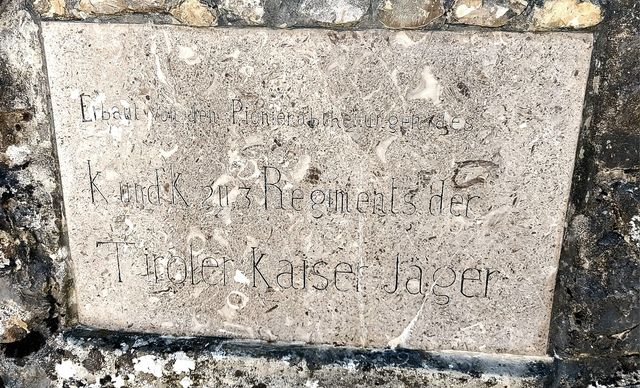 Erbaut von den Pionierabtheilungen des
K und K 2 u 3 Regiments der
Tiroler Kaiser Jäger